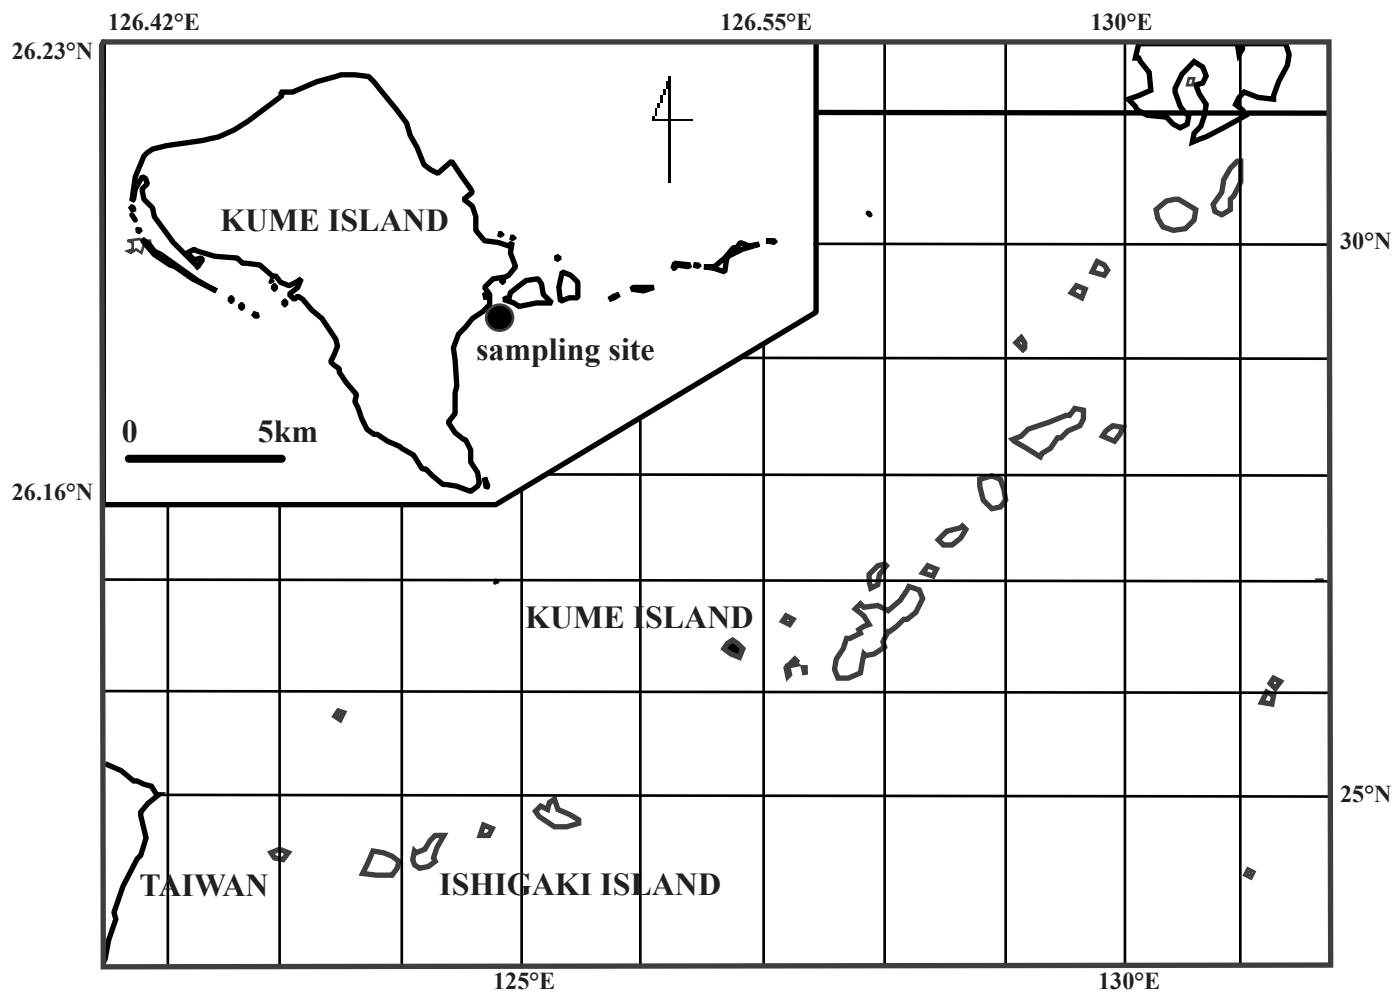 126.42°E
126.55°E
130°E
26.23°N
KUME ISLAND
30°N
sampling site
0
5km
26.16°N
KUME ISLAND
25°N
TAIWAN
ISHIGAKI ISLAND
125°E
130°E